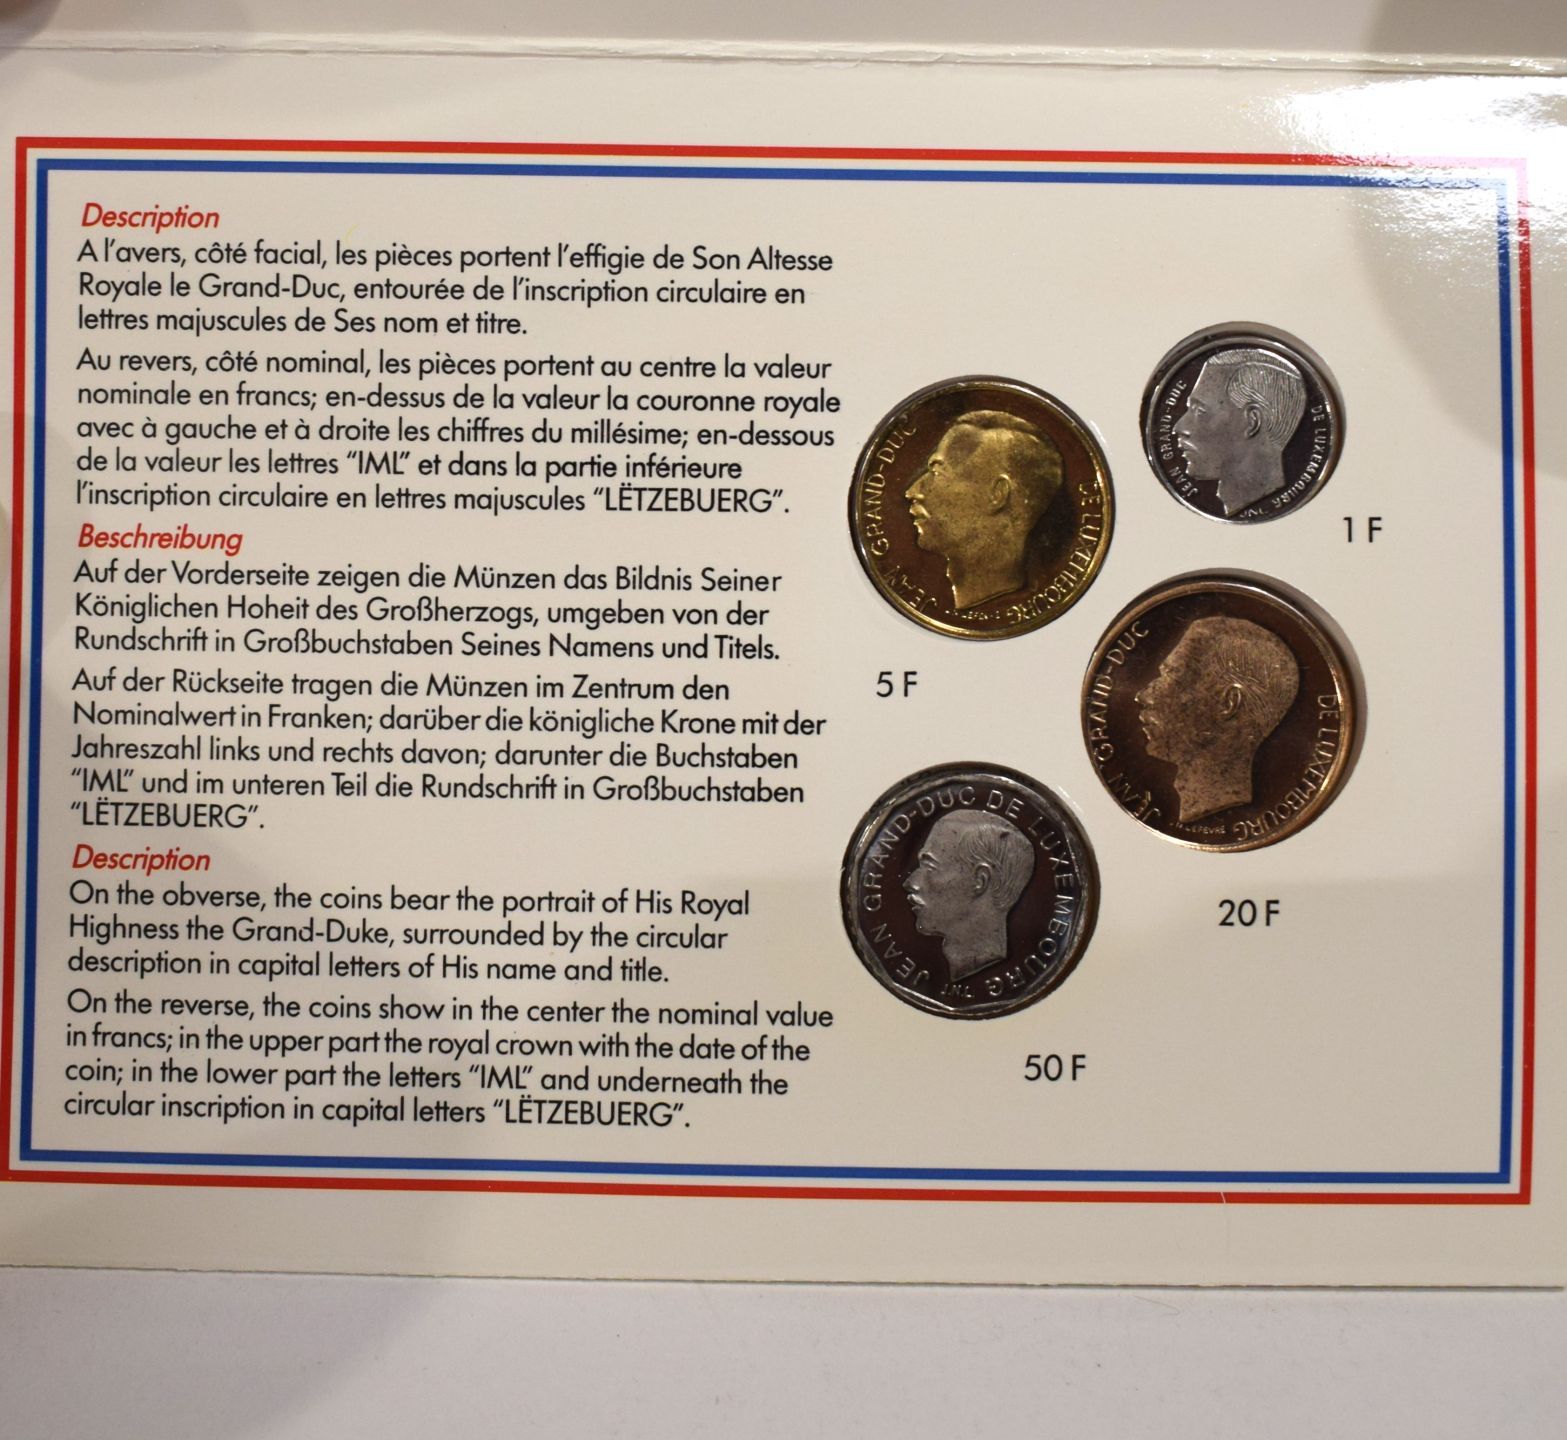 Description
A l'avers, côté facial, les pièces portent l'effigie de Son Altesse
Royale le Grand-Duc, entourée de l'inscription circulaire en
lettres majuscules de Ses nom et titre.
Au revers, côté nominal, les pièces portent au centre la valeur
nominale en francs; en-dessus de la valeur la couronne royale
avec à gauche et à droite les chiffres du millésime; en-dessous
de la valeur les lettres “IML” et dans la partie inférieure
l'inscription circulaire en lettres majuscules “LËTZEBUERG”.
Beschreibung
Auf der Vorderseite zeigen die Münzen das Bildnis Seiner
Königlichen Hoheit des Großherzogs, umgeben von der
Rundschrift in Großbuchstaben Seines Namens und Titels.
Auf der Rückseite tragen die Münzen im Zentrum den
Nominalwert in Franken; darüber die königliche Krone mit der
Jahreszahl links und rechts davon; darunter die Buchstaben
“IML” und im unteren Teil die Rundschrift in Großbuchstaben
“LËTZEBUERG”.
Description
On the obverse, the coins bear the portrait of His Royal
Highness the Grand-Duke, surrounded by the circular
description in capital letters of His name and title.
On the reverse, the coins show in the center the nominal value
in francs; in the upper part the royal crown with the date of the
coin; in the lower part the letters “IML” and underneath the
circular inscription in capital letters “LËTZEBUERG”.
JEAN GRAND-DUC DE LUXEMBOURG
J.N.L.
1 F
JEAN GRAND-DUC DE LUXEMBOURG
J.N.LEFEVRE
5 F
JEAN GRAND-DUC DE LUXEMBOURG
J.N.LEFEVRE
20 F
JEAN GRAND-DUC DE LUXEMBOURG
J.N.L.
50 F